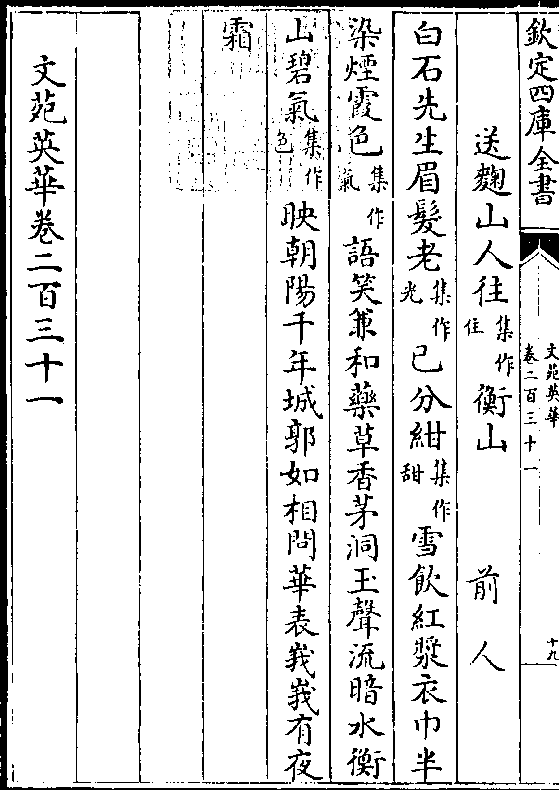 欽定四庫全書
文苑英華
卷二百三十一
十九
送麴山人往集作住衡山 前人
白石先生眉髮老集作光已分紺集作甜雪飲紅漿衣巾半
染煙霞色集作氣語笑兼和藥草香茅洞玉聲流暗水衡
山碧氣集作色映朝陽千年城郭如相問華表峩峩有夜
霜
文苑英華卷二百三十一